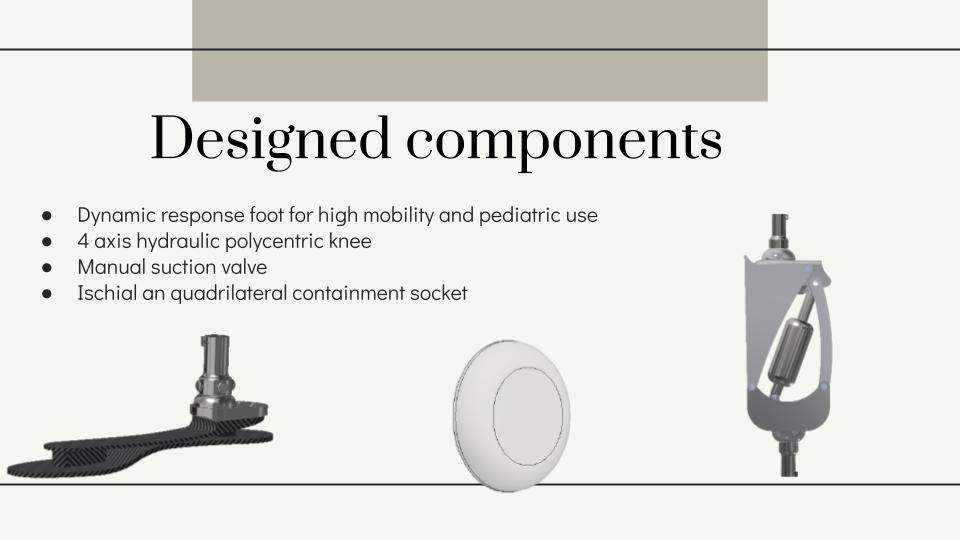 Designed components
● Dynamic response foot for high mobility and pediatric use
● 4 axis hydraulic polycentric knee
● Manual suction valve
● Ischial an quadrilateral containment socket